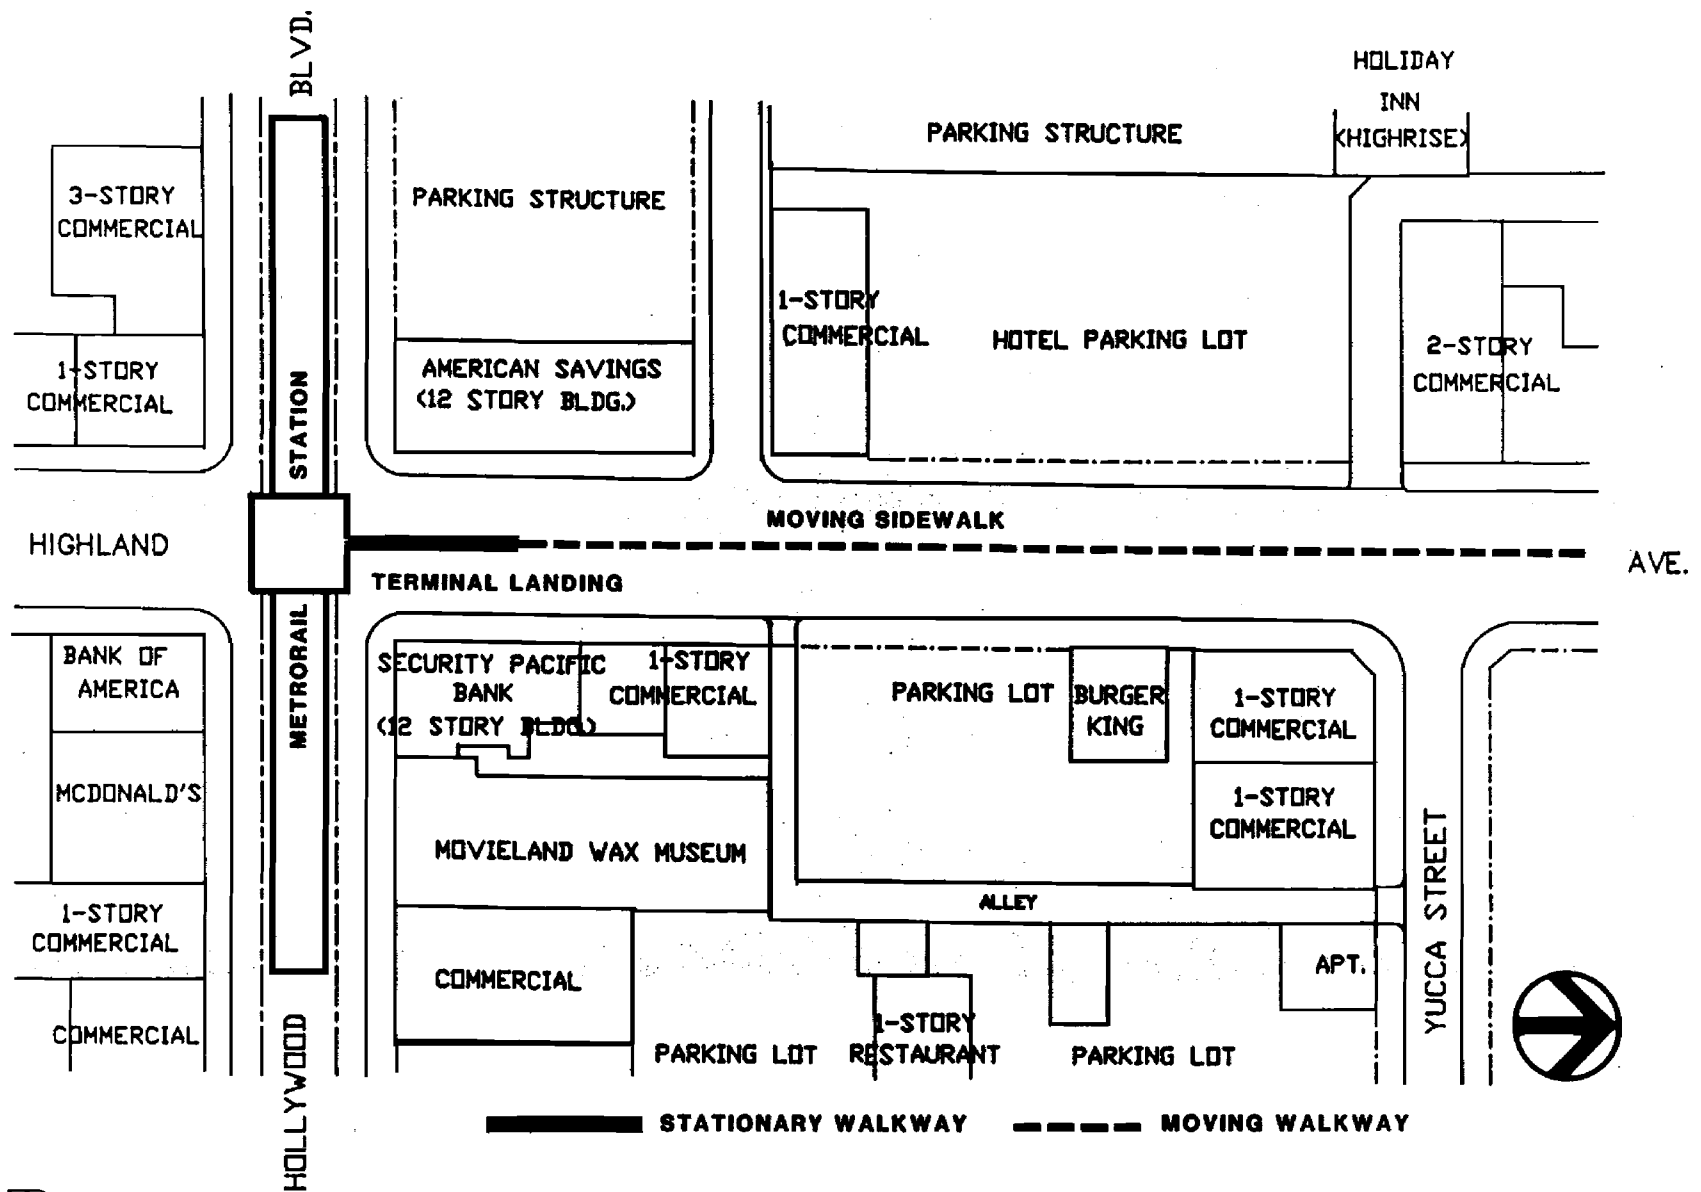 BLVD.
HOLIDAY
INN
(HIGHRISE)
PARKING STRUCTURE
3-STORY
COMMERCIAL
PARKING STRUCTURE
1-STORY
COMMERCIAL
HOTEL PARKING LOT
2-STORY
COMMERCIAL
1-STORY
COMMERCIAL
AMERICAN SAVINGS
(12 STORY BLDG.)
STATION
MOVING SIDEWALK
HIGHLAND
AVE.
TERMINAL LANDING
METRORAIL
BANK OF
AMERICA
SECURITY PACIFIC
BANK
(12 STORY BLDG.)
1-STORY
COMMERCIAL
PARKING LOT
BURGER
KING
1-STORY
COMMERCIAL
MCDONALD'S
1-STORY
COMMERCIAL
MOVIELAND WAX MUSEUM
YUCCA STREET
ALLEY
1-STORY
COMMERCIAL
COMMERCIAL
APT.
COMMERCIAL
1-STORY
RESTAURANT
PARKING LOT
PARKING LOT
HOLLYWOOD
STATIONARY WALKWAY
MOVING WALKWAY